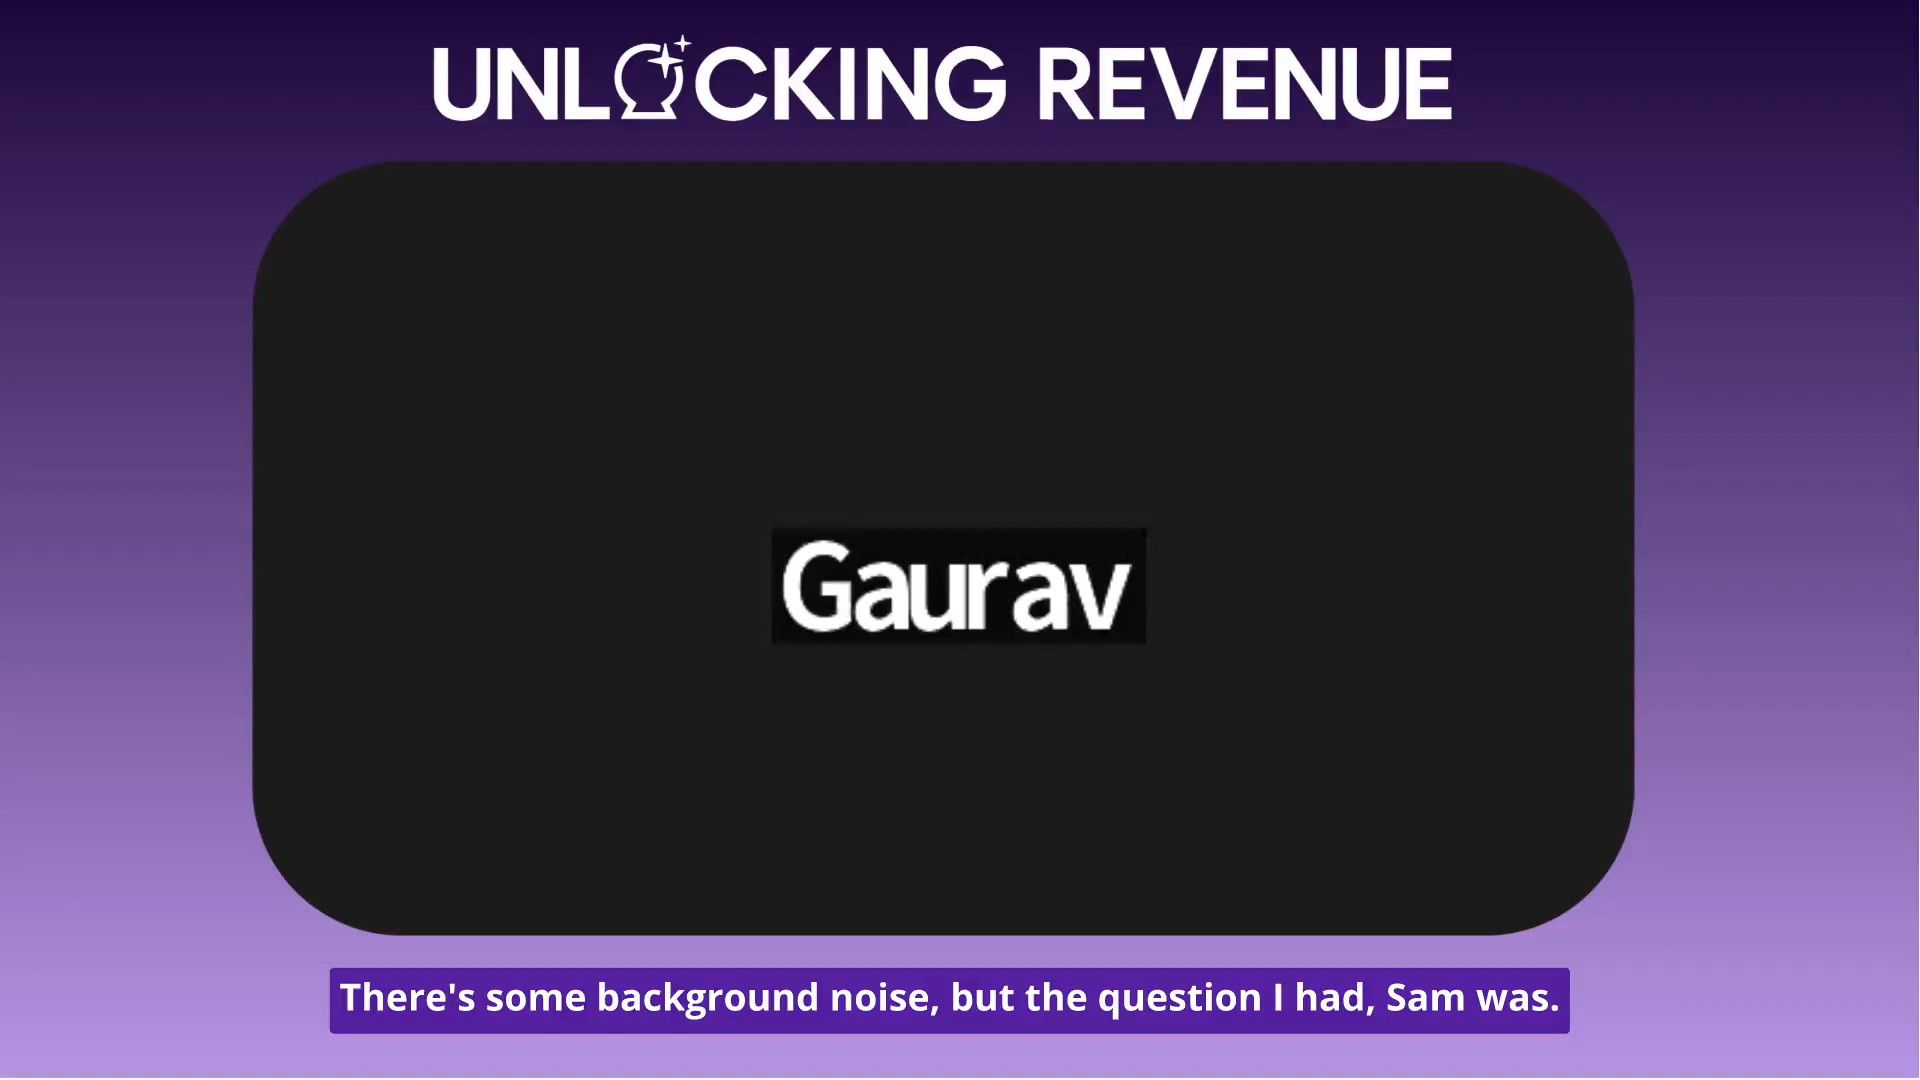 UNLOCKING REVENUE
Gaurav
There's some background noise, but the question I had, Sam was.